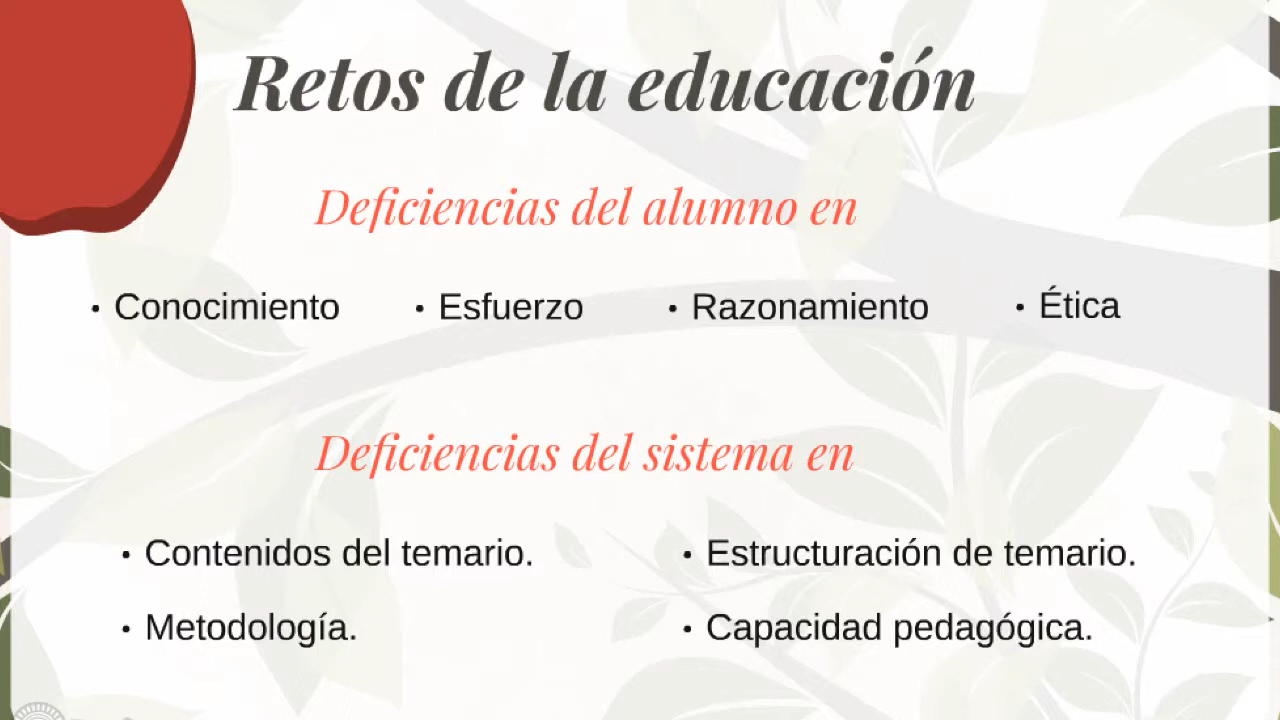 Retos de la educación
Deficiencias del alumno en
• Conocimiento • Esfuerzo • Razonamiento • Ética
Deficiencias del sistema en
• Contenidos del temario. • Estructuración de temario.
• Metodología. • Capacidad pedagógica.